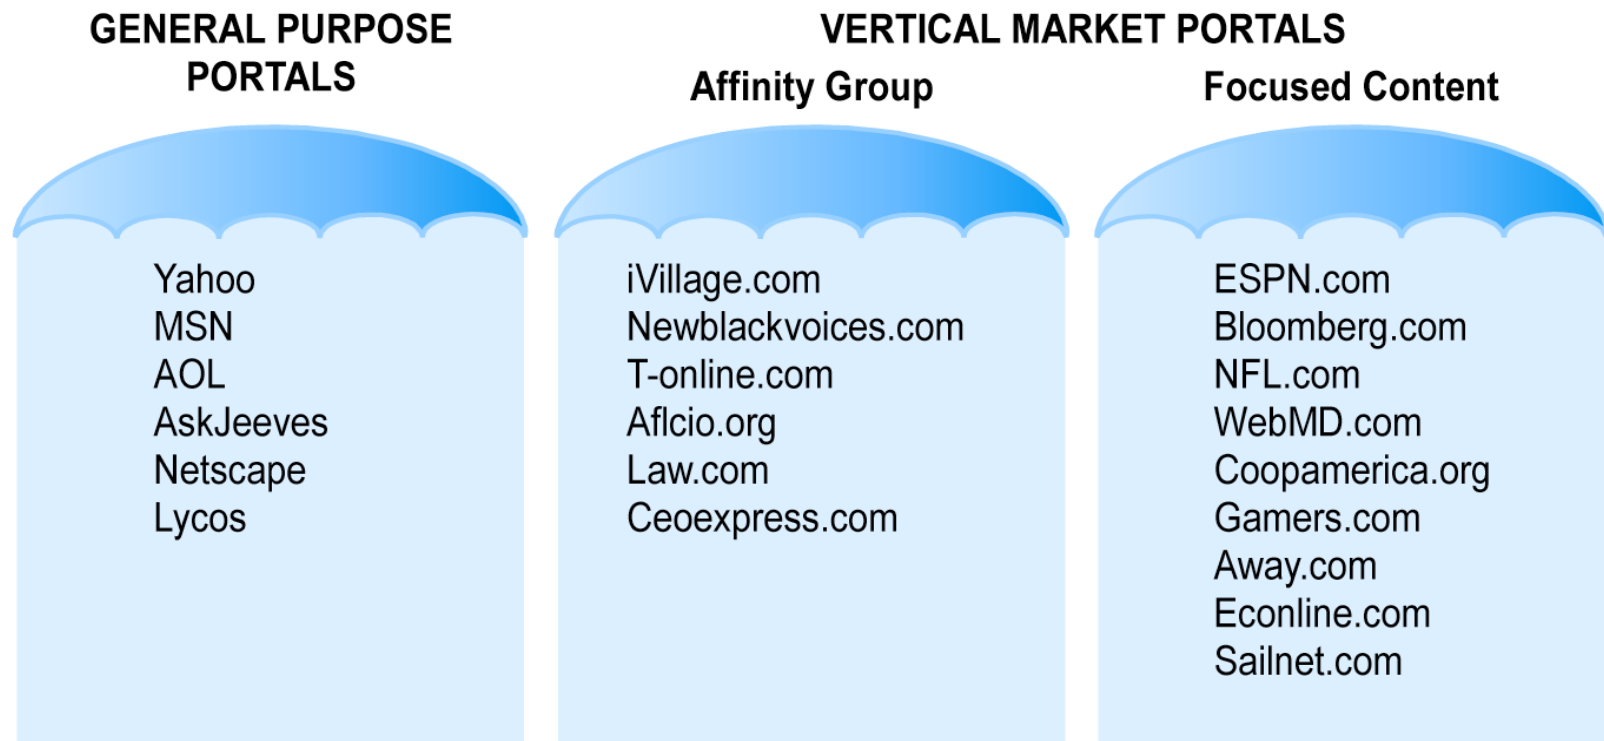 GENERAL PURPOSE
PORTALS
Yahoo
MSN
AOL
AskJeeves
Netscape
Lycos
VERTICAL MARKET PORTALS
Affinity Group
iVillage.com
Newblackvoices.com
T-online.com
Aflcio.org
Law.com
Ceoexpress.com
Focused Content
ESPN.com
Bloomberg.com
NFL.com
WebMD.com
Coopamerica.org
Gamers.com
Away.com
Econline.com
Sailnet.com